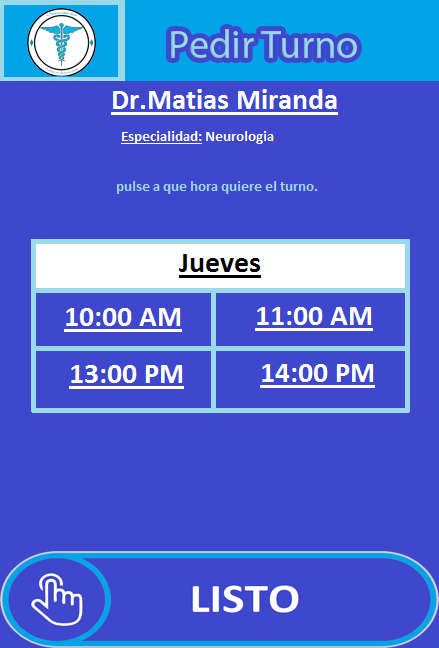 Pedir Turno
Dr.Matias Miranda
Especialidad: Neurologia
pulse a que hora quiere el turno.
Jueves
10:00 AM 11:00 AM
13:00 PM 14:00 PM
LISTO